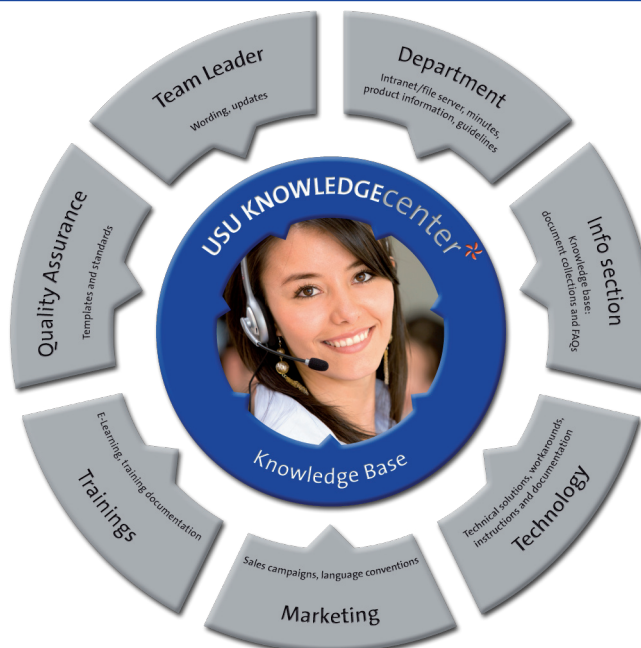 USU KNOWLEDGEcenter
Knowledge Base
Department
Intranet/file server, minutes,
product information, guidelines
Info section
Knowledge base:
document collections and FAQs
Technology
Technical solutions, workarounds,
instructions and documentation
Marketing
Sales campaigns, language conventions
Trainings
E-Learning, training documentation
Quality Assurance
Templates and standards
Team Leader
Wording, updates